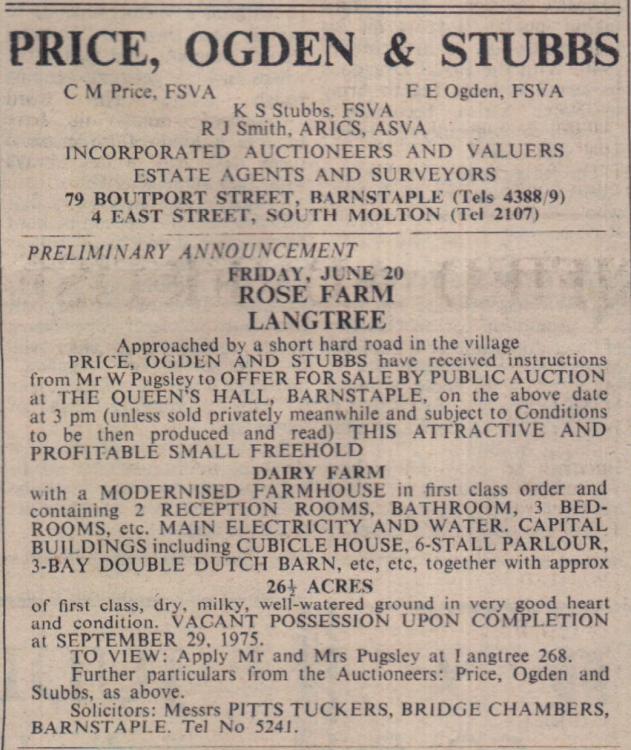 PRICE, OGDEN & STUBBS
C M Price, FSVA F E Ogden, FSVA
K S Stubbs, FSVA
R J Smith, ARICS, ASVA
INCORPORATED AUCTIONEERS AND VALUERS
ESTATE AGENTS AND SURVEYORS
79 BOUTPORT STREET, BARNSTAPLE (Tels 4388/9)
4 EAST STREET, SOUTH MOLTON (Tel 2107)
PRELIMINARY ANNOUNCEMENT
FRIDAY, JUNE 20
ROSE FARM
LANGTREE
Approached by a short hard road in the village
PRICE, OGDEN AND STUBBS have received instructions
from Mr W Pugsley to OFFER FOR SALE BY PUBLIC AUCTION
at THE QUEEN'S HALL, BARNSTAPLE, on the above date
at 3 pm (unless sold privately meanwhile and subject to Conditions
to be then produced and read) THIS ATTRACTIVE AND
PROFITABLE SMALL FREEHOLD
DAIRY FARM
with a MODERNISED FARMHOUSE in first class order and
containing 2 RECEPTION ROOMS, BATHROOM, 3 BED-
ROOMS, etc. MAIN ELECTRICITY AND WATER. CAPITAL
BUILDINGS including CUBICLE HOUSE, 6-STALL PARLOUR,
3-BAY DOUBLE DUTCH BARN, etc, etc, together with approx
26½ ACRES
of first class, dry, milky, well-watered ground in very good heart
and condition. VACANT POSSESSION UPON COMPLETION
at SEPTEMBER 29, 1975.
TO VIEW: Apply Mr and Mrs Pugsley at Langtree 268.
Further particulars from the Auctioneers: Price, Ogden and
Stubbs, as above.
Solicitors: Messrs PITTS TUCKERS, BRIDGE CHAMBERS,
BARNSTAPLE. Tel No 5241.